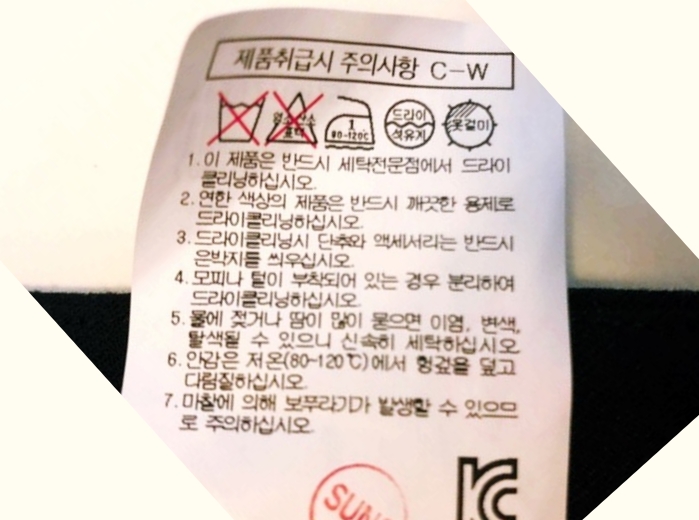 제품취급시 주의사항 C-W
염소산소
표백
1
80-120℃
드라이
석유계
옷걸이
1. 이 제품은 반드시 세탁전문점에서 드라이
클리닝하십시오.
2. 연한 색상의 제품은 반드시 깨끗한 용제로
드라이클리닝하십시오.
3. 드라이클리닝시 단추와 액세서리는 반드시
은박지를 씌우십시오.
4. 모피나 털이 부착되어 있는 경우 분리하여
드라이클리닝하십시오.
5. 물에 젖거나 땀이 많이 묻으면 이염, 변색,
탈색될 수 있으니 신속히 세탁하십시오.
6. 안감은 저온(80~120℃)에서 헝겊을 덮고
다림질하십시오.
7. 마찰에 의해 보푸라기가 발생할 수 있으므
로 주의하십시오.
KC